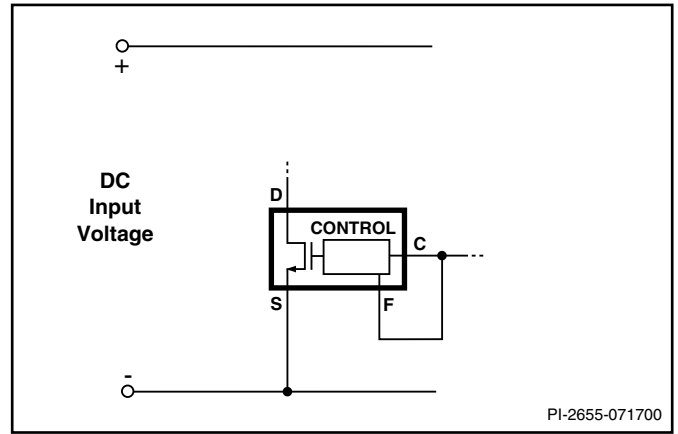 +
DC
Input
Voltage
D
CONTROL
C
S
F
-
PI-2655-071700